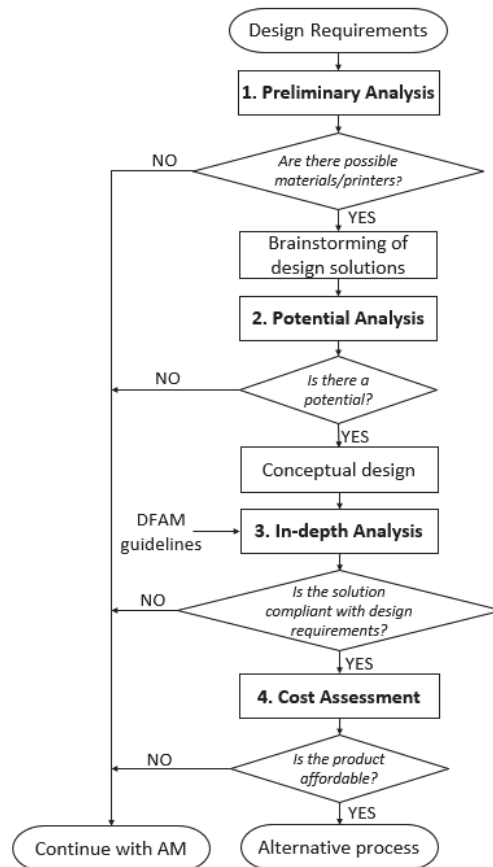 Design Requirements
1. Preliminary Analysis
NO
Are there possible
materials/printers?
YES
Brainstorming of
design solutions
2. Potential Analysis
NO
Is there a
potential?
YES
Conceptual design
DFAM
guidelines
3. In-depth Analysis
NO
Is the solution
compliant with design
requirements?
YES
4. Cost Assessment
NO
Is the product
affordable?
YES
Continue with AM
Alternative process